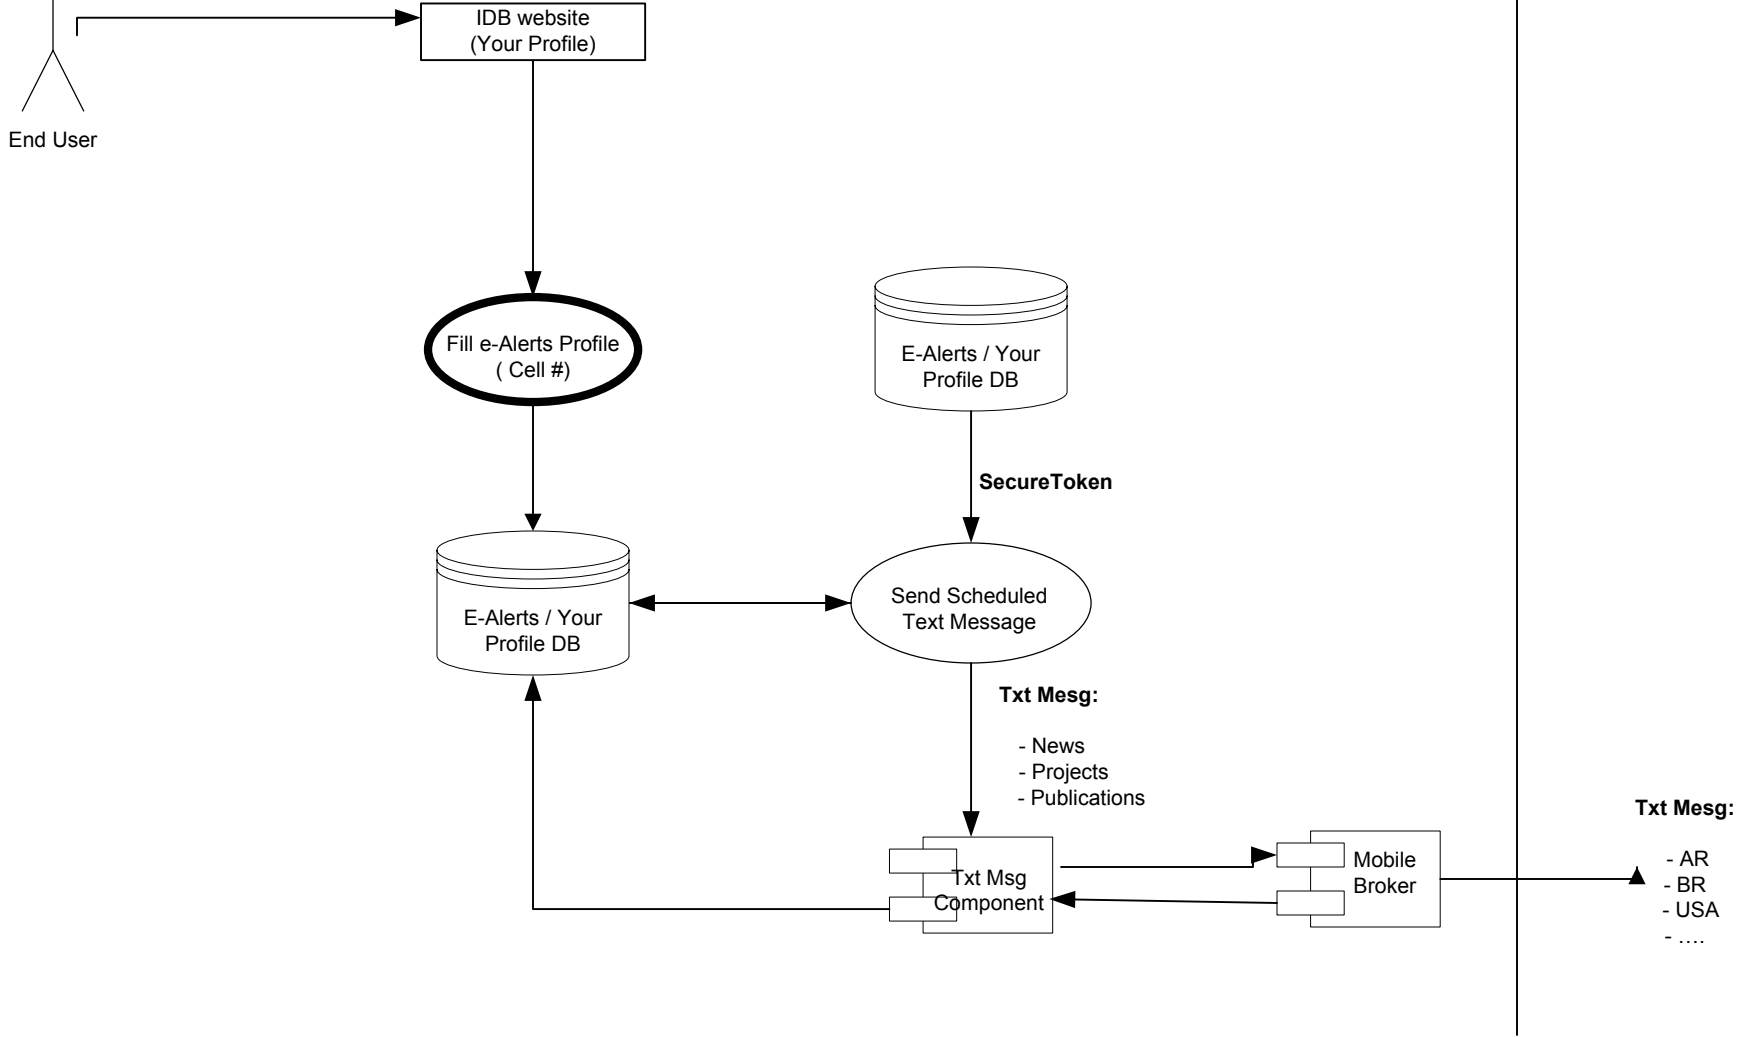 IDB website
(Your Profile)
End User
Fill e-Alerts Profile
( Cell #)
E-Alerts / Your
Profile DB
SecureToken
E-Alerts / Your
Profile DB
Send Scheduled
Text Message
Txt Mesg:
- News
- Projects
- Publications
Txt Msg
Component
Mobile
Broker
Txt Mesg:
- AR
- BR
- USA
- ....